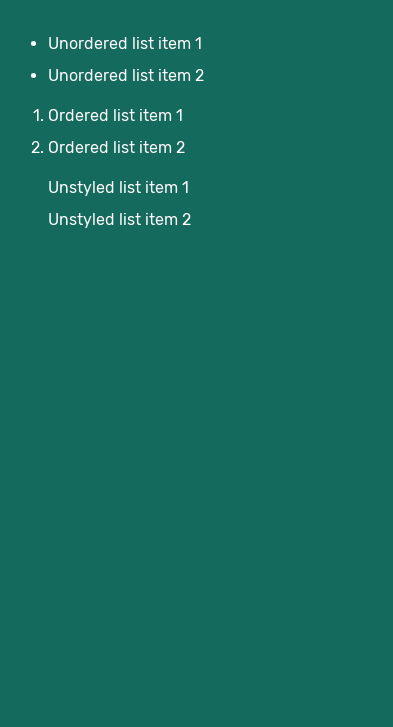 • Unordered list item 1
• Unordered list item 2
1. Ordered list item 1
2. Ordered list item 2
Unstyled list item 1
Unstyled list item 2